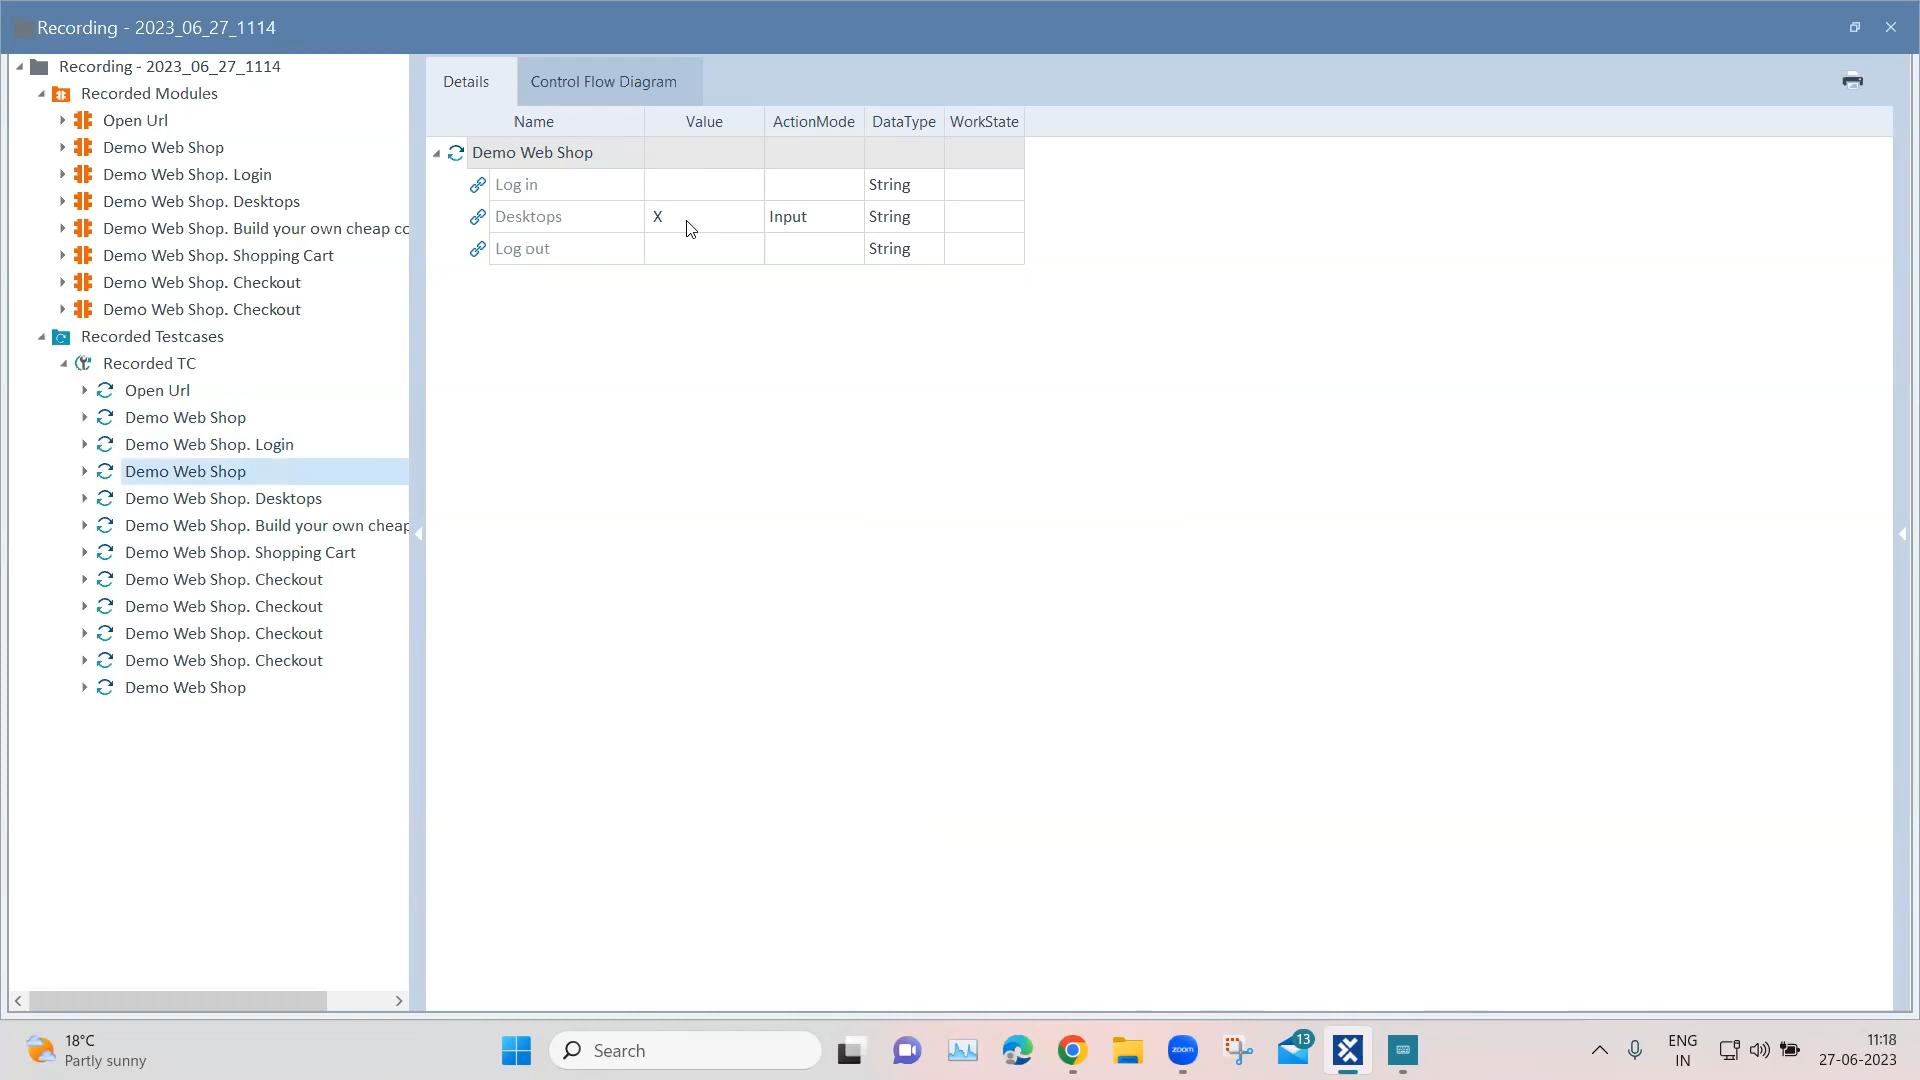 Recording - 2023_06_27_1114
Recording - 2023_06_27_1114
Recorded Modules
Open Url
Demo Web Shop
Demo Web Shop. Login
Demo Web Shop. Desktops
Demo Web Shop. Build your own cheap co
Demo Web Shop. Shopping Cart
Demo Web Shop. Checkout
Demo Web Shop. Checkout
Recorded Testcases
Recorded TC
Open Url
Demo Web Shop
Demo Web Shop. Login
Demo Web Shop
Demo Web Shop. Desktops
Demo Web Shop. Build your own cheap
Demo Web Shop. Shopping Cart
Demo Web Shop. Checkout
Demo Web Shop. Checkout
Demo Web Shop. Checkout
Demo Web Shop. Checkout
Demo Web Shop
Details Control Flow Diagram
Name Value ActionMode DataType WorkState
Demo Web Shop
Log in String
Desktops X Input String
Log out String
18°C
Partly sunny
Search
zoom
13
ENG
IN
11:18
27-06-2023